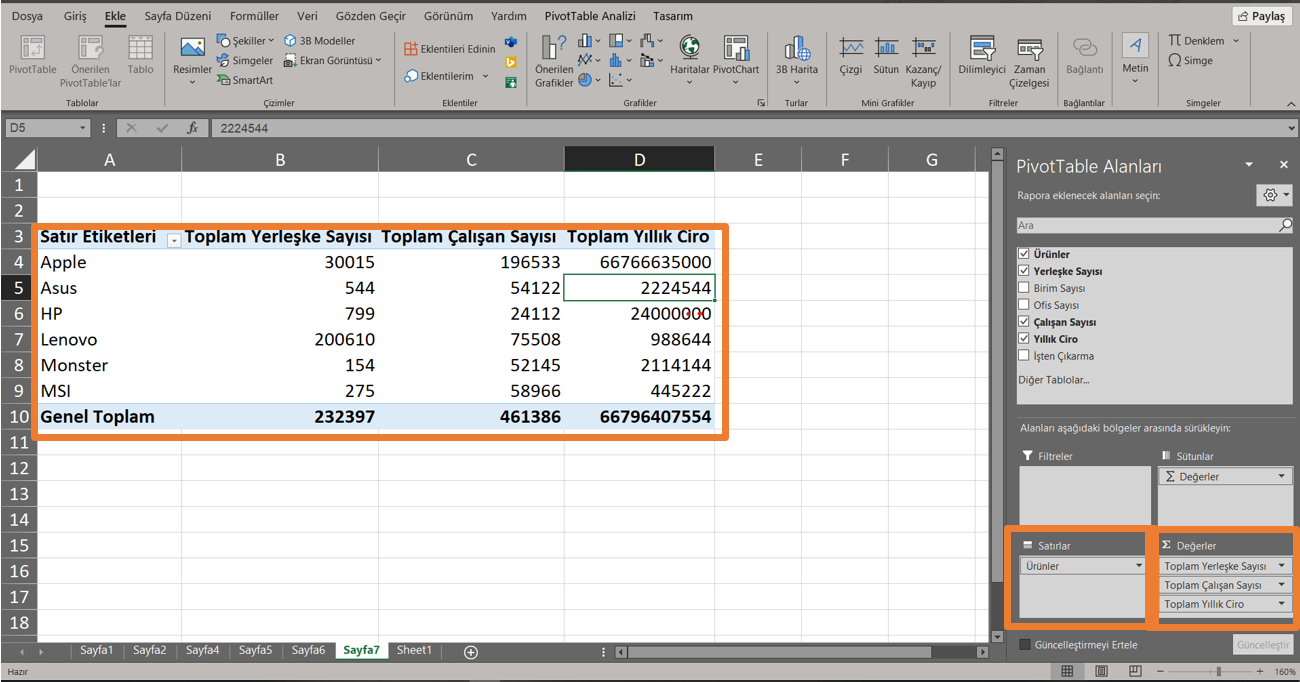 Dosya Giriş Ekle Sayfa Düzeni Formüller Veri Gözden Geçir Görünüm Yardım PivotTable Analizi Tasarım Paylaş
PivotTable
Önerilen
PivotTable'lar
Tablo
Tablolar
Resimler
Şekiller
Simgeler
SmartArt
3B Modeller
Ekran Görüntüsü
Çizimler
Eklentileri Edinin
Eklentilerim
Eklentiler
Önerilen
Grafikler
Haritalar
PivotChart
Grafikler
3B Harita
Turlar
Çizgi
Sütun
Kazanç/
Kayıp
Mini Grafikler
Dilimleyici
Zaman
Çizelgesi
Filtreler
Bağlantı
Bağlantılar
Metin
Denklem
Simge
Simgeler
D5 fx 2224544
A B C D E F G
1
2
3 Satır Etiketleri Toplam Yerleşke Sayısı Toplam Çalışan Sayısı Toplam Yıllık Ciro
4 Apple 30015 196533 66766635000
5 Asus 544 54122 2224544
6 HP 799 24112 24000000
7 Lenovo 200610 75508 988644
8 Monster 154 52145 2114144
9 MSI 275 58966 445222
10 Genel Toplam 232397 461386 66796407554
11
12
13
14
15
16
17
18
PivotTable Alanları
Rapora eklenecek alanları seçin:
Ara
Ürünler
Yerleşke Sayısı
Birim Sayısı
Ofis Sayısı
Çalışan Sayısı
Yıllık Ciro
İşten Çıkarma
Diğer Tablolar...
Alanları aşağıdaki bölgeler arasında sürükleyin:
Filtreler
Sütunlar
Σ Değerler
Satırlar
Ürünler
Σ Değerler
Toplam Yerleşke Sayısı
Toplam Çalışan Sayısı
Toplam Yıllık Ciro
Güncelleştirmeyi Ertele
Güncelleştir
Sayfa1 Sayfa2 Sayfa4 Sayfa5 Sayfa6 Sayfa7 Sheet1
Hazır
160%